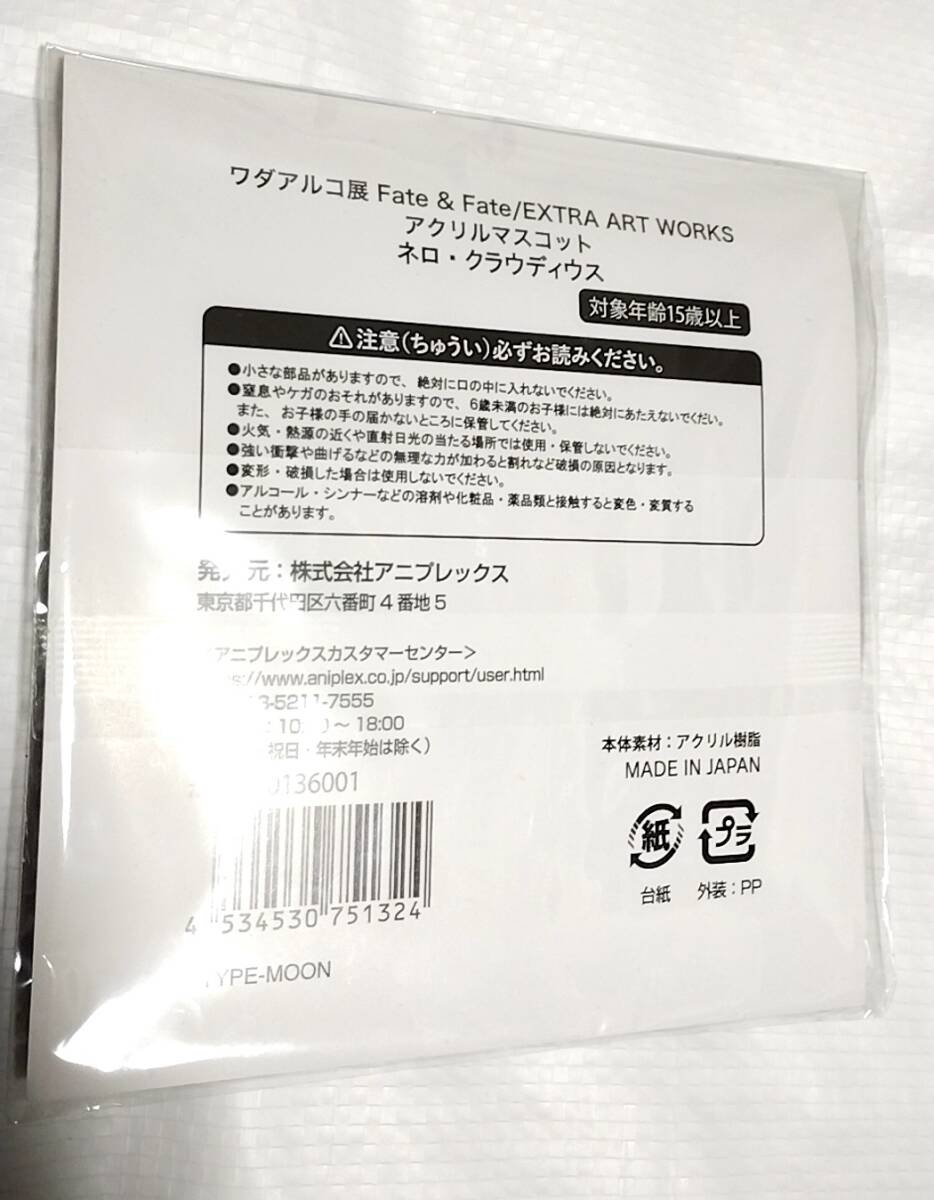 ワダアルコ展 Fate & Fate/EXTRA ART WORKS
アクリルマスコット
ネロ・クラウディウス
対象年齢15歳以上
⚠注意(ちゅうい)必ずお読みください。
●小さな部品がありますので、絶対に口の中に入れないでください。
●窒息やケガのおそれがありますので、6歳未満のお子様には絶対にあたえないでください。
また、お子様の手の届かないところに保管してください。
●火気・熱源の近くや直射日光の当たる場所では使用・保管しないでください。
●強い衝撃や曲げるなどの無理な力が加わると割れなど破損の原因となります。
●変形・破損した場合は使用しないでください。
●アルコール・シンナーなどの溶剤や化粧品・薬品類と接触すると変色・変質する
ことがあります。
元:株式会社アニプレックス
東京都千代田区六番町4番地5
アニプレックスカスタマーセンター>
://www.aniplex.co.jp/support/user.html
3-5211-7555
～18:00
祝日・年末年始は除く)
0136001
4 534530 751324
YPE-MOON
本体素材:アクリル樹脂
MADE IN JAPAN
紙 プラ
台紙 外装:PP